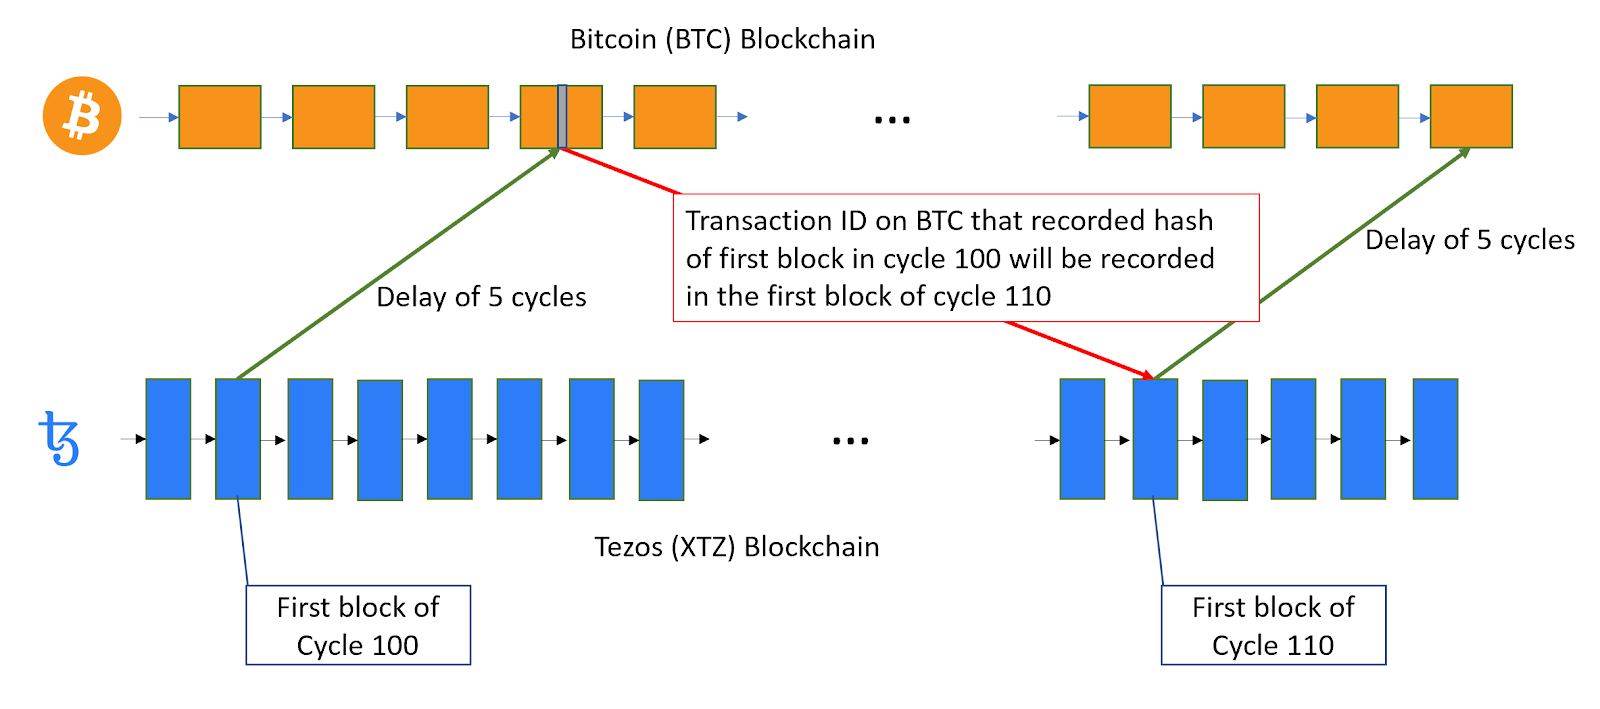 Bitcoin (BTC) Blockchain
...
Transaction ID on BTC that recorded hash
of first block in cycle 100 will be recorded
in the first block of cycle 110
Delay of 5 cycles
Delay of 5 cycles
...
Tezos (XTZ) Blockchain
First block of
Cycle 100
First block of
Cycle 110